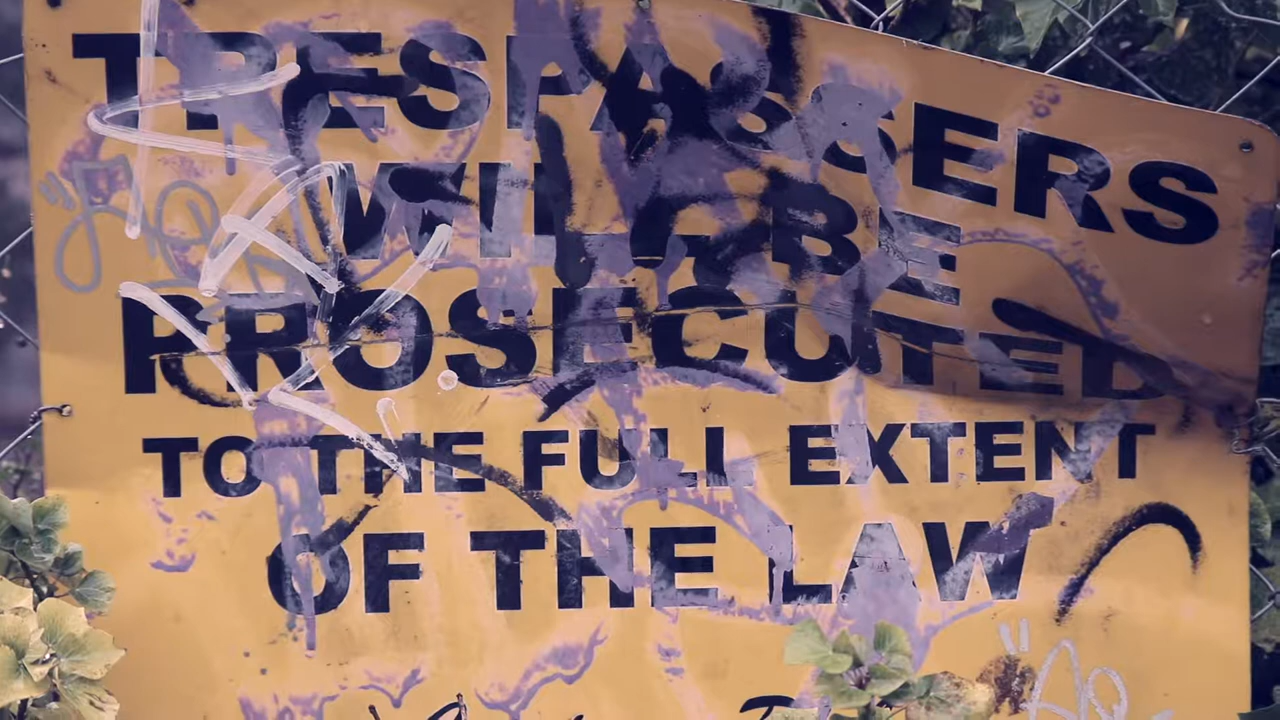 TRESPASSERS
WILL BE
PROSECUTED
TO THE FULL EXTENT
OF THE LAW